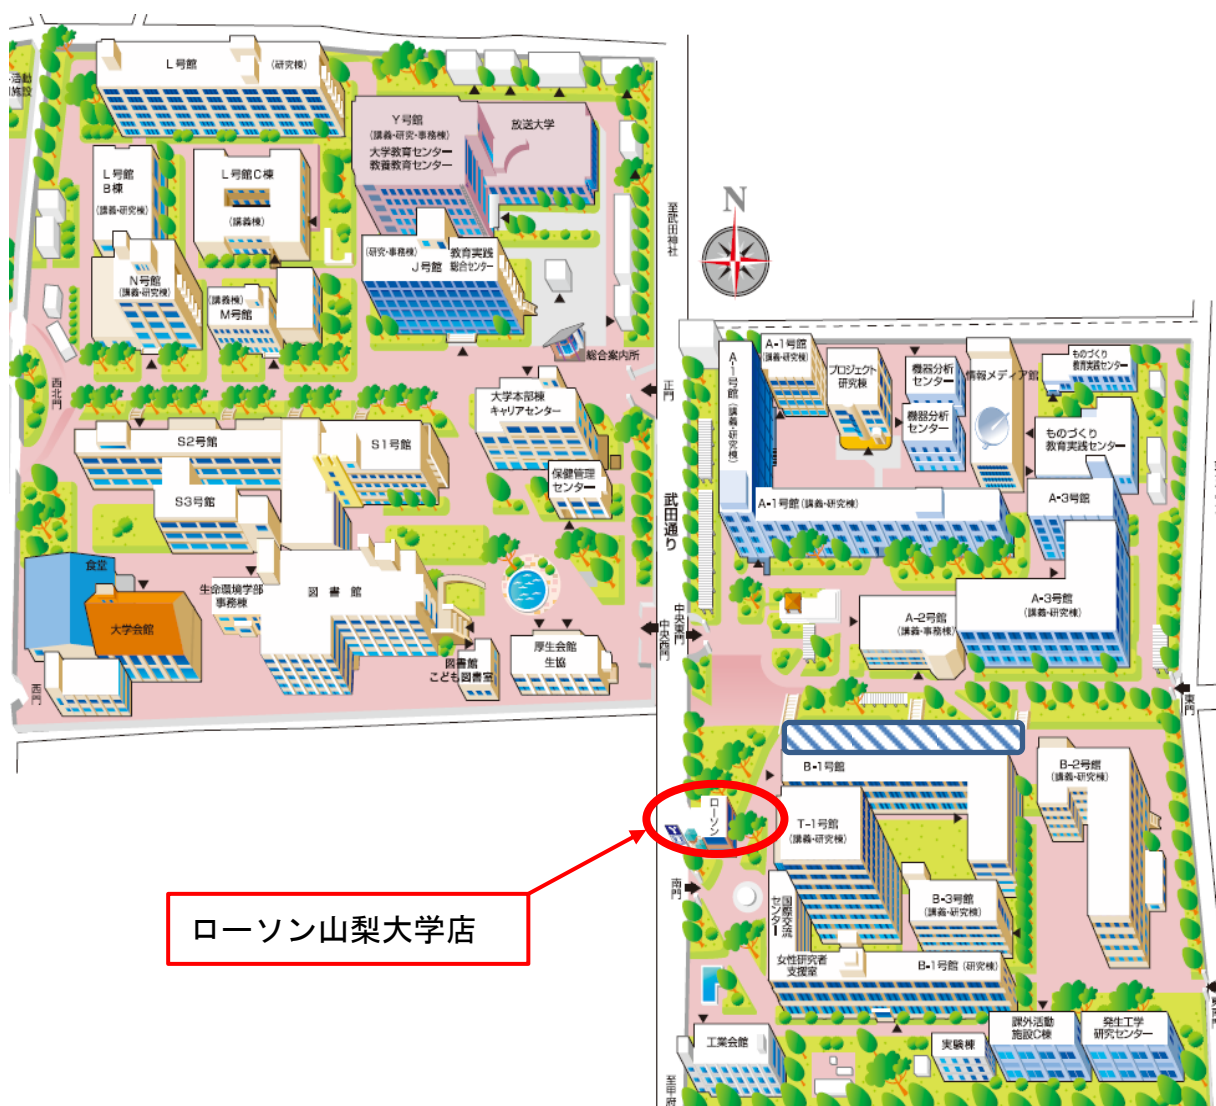 L号館
(研究棟)
活動
施設
Y号館
(講義・研究・事務棟)
大学教育センター
教養教育センター
放送大学
L号館
B棟
(講義・研究棟)
L号館C棟
(講義棟)
(研究・事務棟)
J号館
教育実践
総合センター
N号館
(講義・研究棟)
(講義棟)
M号館
至武田神社
N
総合案内所
西北門
正門
大学本部棟
キャリアセンター
S2号館
S1号館
S3号館
保健管理
センター
武田通り
A-1号館(講義・研究棟)
A-1号館
(講義・研究棟)
プロジェクト
研究棟
機器分析
センター
機器分析
センター
情報メディア館
ものづくり
教育実践センター
ものづくり
教育実践センター
A-3号館
A-1号館(講義・研究棟)
食堂
大学会館
生命環境学部
事務棟
図書館
図書館
こども図書室
厚生会館
生協
西門
中央西門
中央東門
A-2号館
(講義・事務棟)
A-3号館
(講義・研究棟)
東門
B-1号館
B-2号館
(講義・研究棟)
ローソン
T-1号館
(講義・研究棟)
南門
国際交流
センター
B-3号館
(講義・研究棟)
女性研究者
支援室
B-1号館(研究棟)
ローソン山梨大学店
工業会館
実験棟
課外活動
施設C棟
発生工学
研究センター
至甲府